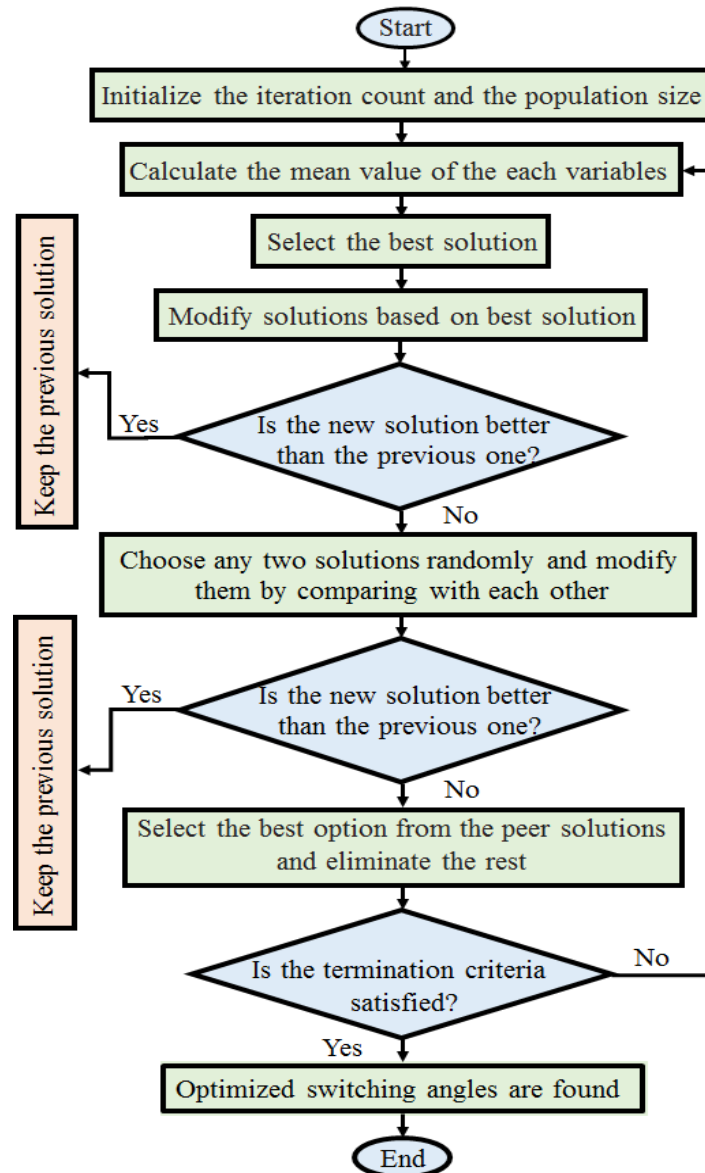 Start
Initialize the iteration count and the population size
Calculate the mean value of the each variables
Select the best solution
Modify solutions based on best solution
Keep the previous solution
Yes
Is the new solution better
than the previous one?
No
Choose any two solutions randomly and modify
them by comparing with each other
Keep the previous solution
Yes
Is the new solution better
than the previous one?
No
Select the best option from the peer solutions
and eliminate the rest
Is the termination criteria
satisfied?
No
Yes
Optimized switching angles are found
End